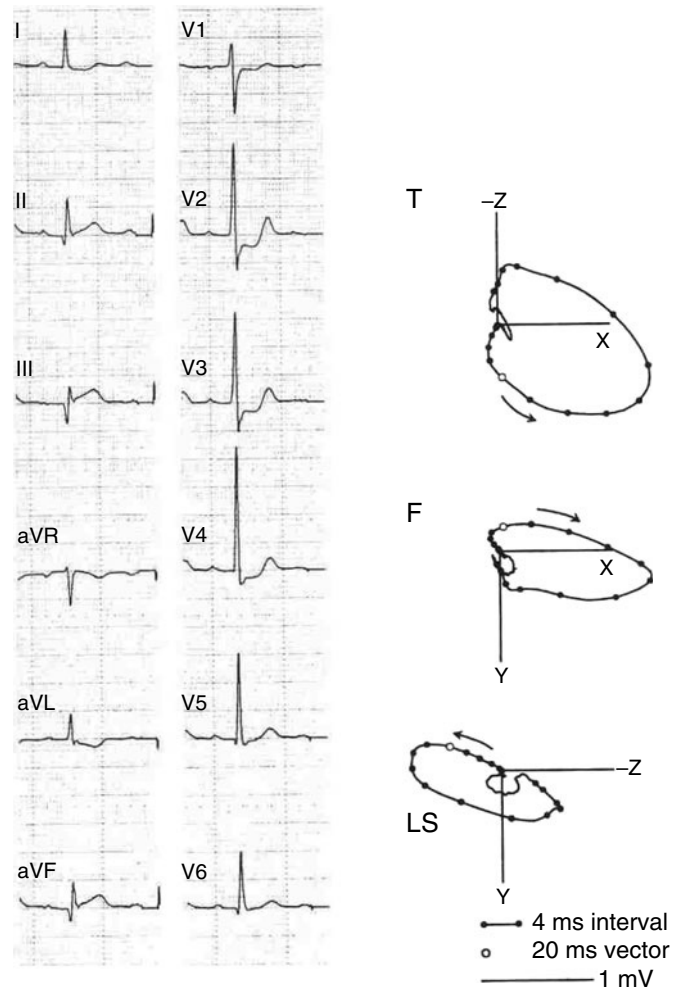 I
V1
II
V2
III
V3
aVR
V4
aVL
V5
aVF
V6
T
–Z
X
F
X
Y
–Z
LS
Y
4 ms interval
20 ms vector
1 mV